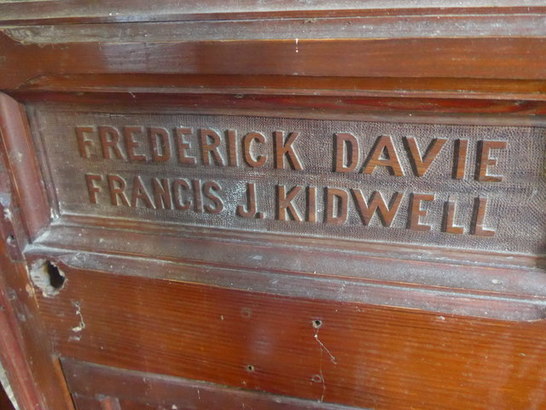 FREDERICK DAVIE
FRANCIS J. KIDWELL